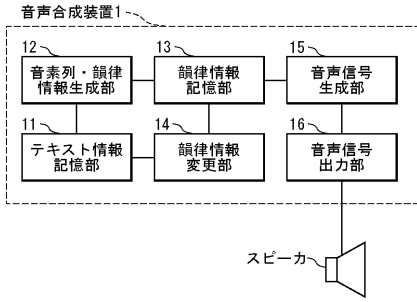 音声合成装置1
12
13
15
音素列・韻律
情報生成部
韻律情報
記憶部
音声信号
生成部
11
14
16
テキスト情報
記憶部
韻律情報
変更部
音声信号
出力部
スピーカ